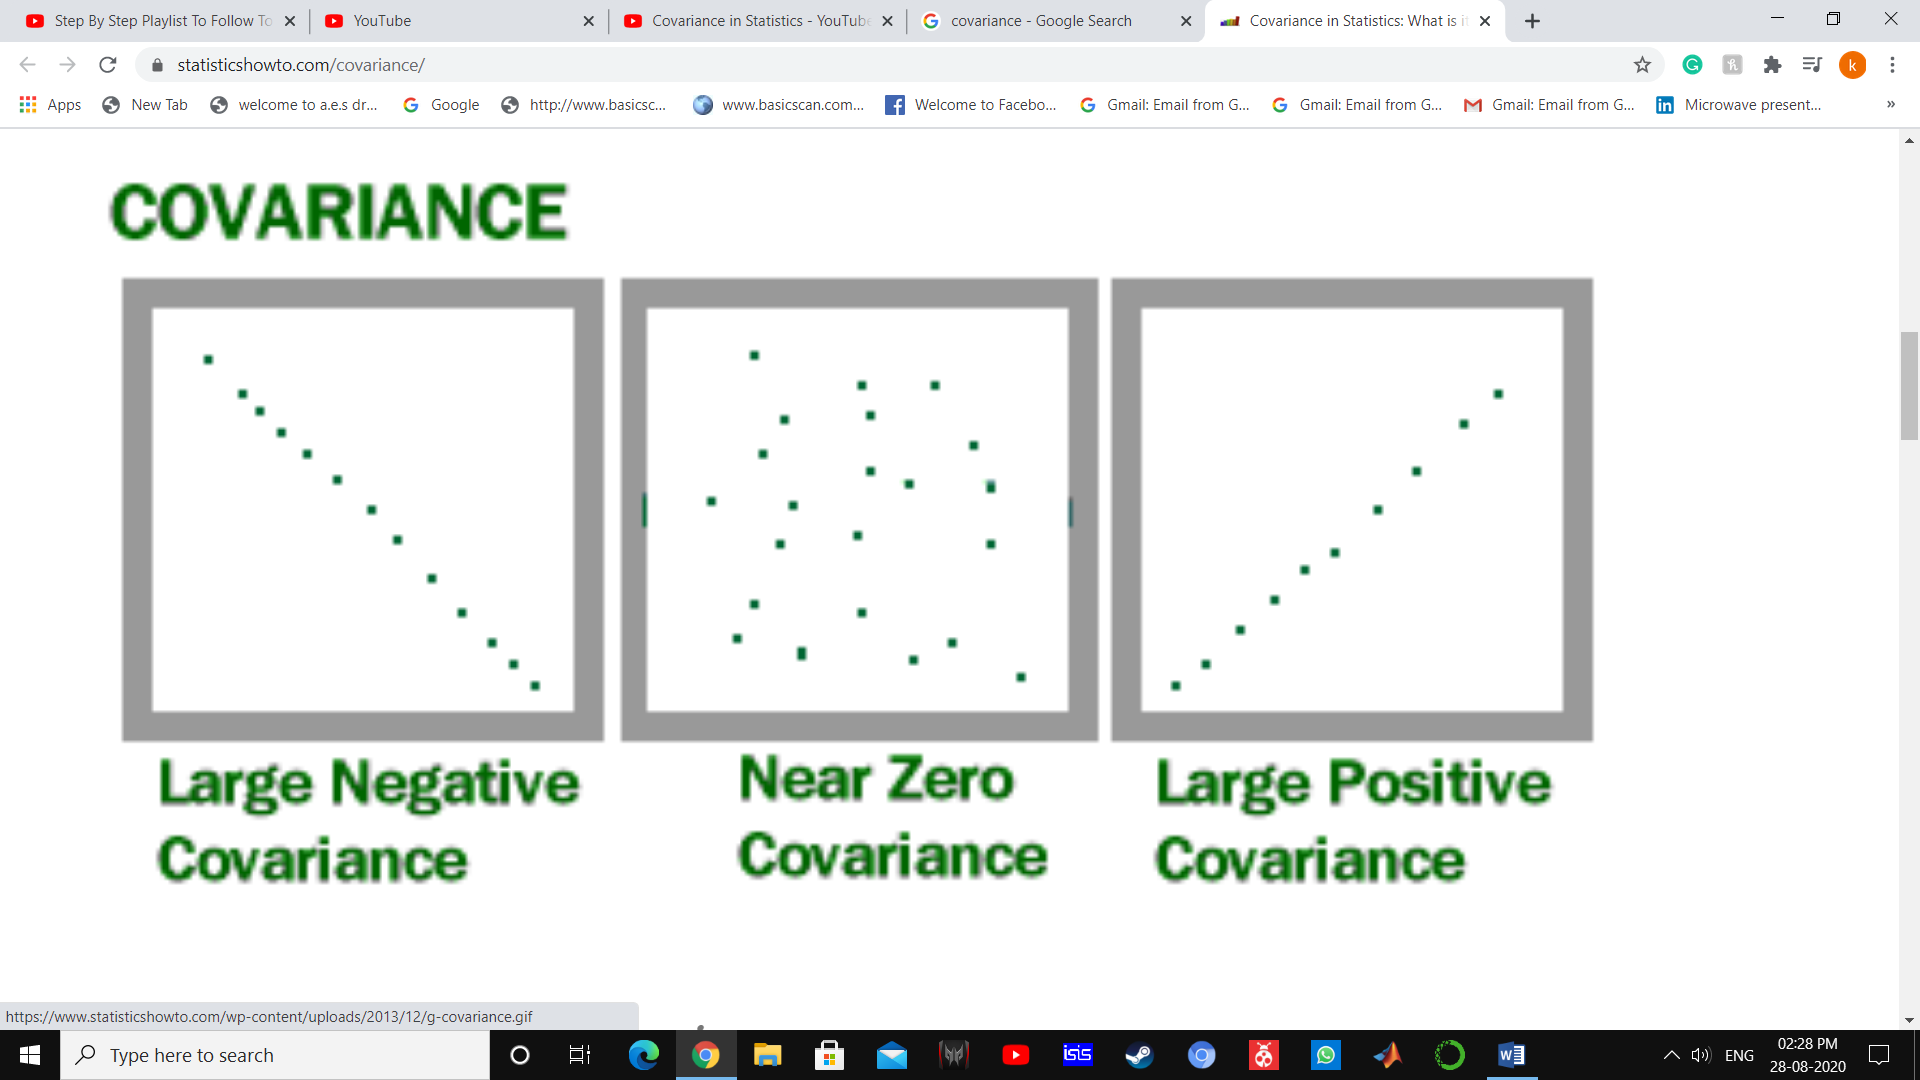 Step By Step Playlist To Follow To
YouTube
Covariance in Statistics - YouTube
covariance - Google Search
Covariance in Statistics: What is i
statisticshowto.com/covariance/
k
Apps
New Tab
welcome to a.e.s dr...
Google
http://www.basicsc...
www.basicscan.com...
Welcome to Facebo...
Gmail: Email from G...
Gmail: Email from G...
Gmail: Email from G...
Microwave present...
»
COVARIANCE
Large Negative
Covariance
Near Zero
Covariance
Large Positive
Covariance
https://www.statisticshowto.com/wp-content/uploads/2013/12/g-covariance.gif
Type here to search
ISIS
ENG
02:28 PM
28-08-2020